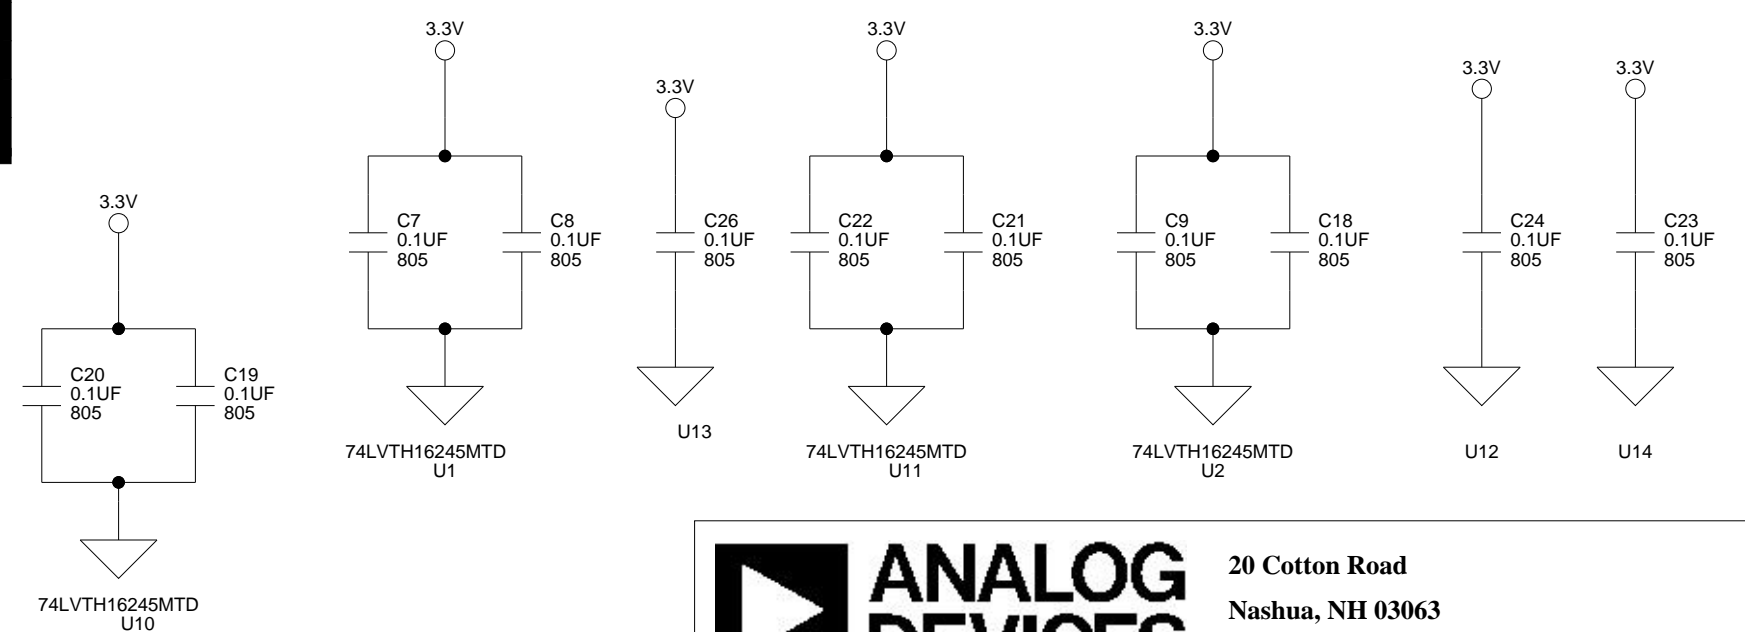 3.3V
3.3V
3.3V
3.3V
3.3V
3.3V
3.3V
C7
0.1UF
805
C8
0.1UF
805
C26
0.1UF
805
C22
0.1UF
805
C21
0.1UF
805
C9
0.1UF
805
C18
0.1UF
805
C24
0.1UF
805
C23
0.1UF
805
C20
0.1UF
805
C19
0.1UF
805
74LVTH16245MTD
U1
U13
74LVTH16245MTD
U11
74LVTH16245MTD
U2
U12
U14
74LVTH16245MTD
U10
ANALOG
DEVICES
20 Cotton Road
Nashua, NH 03063